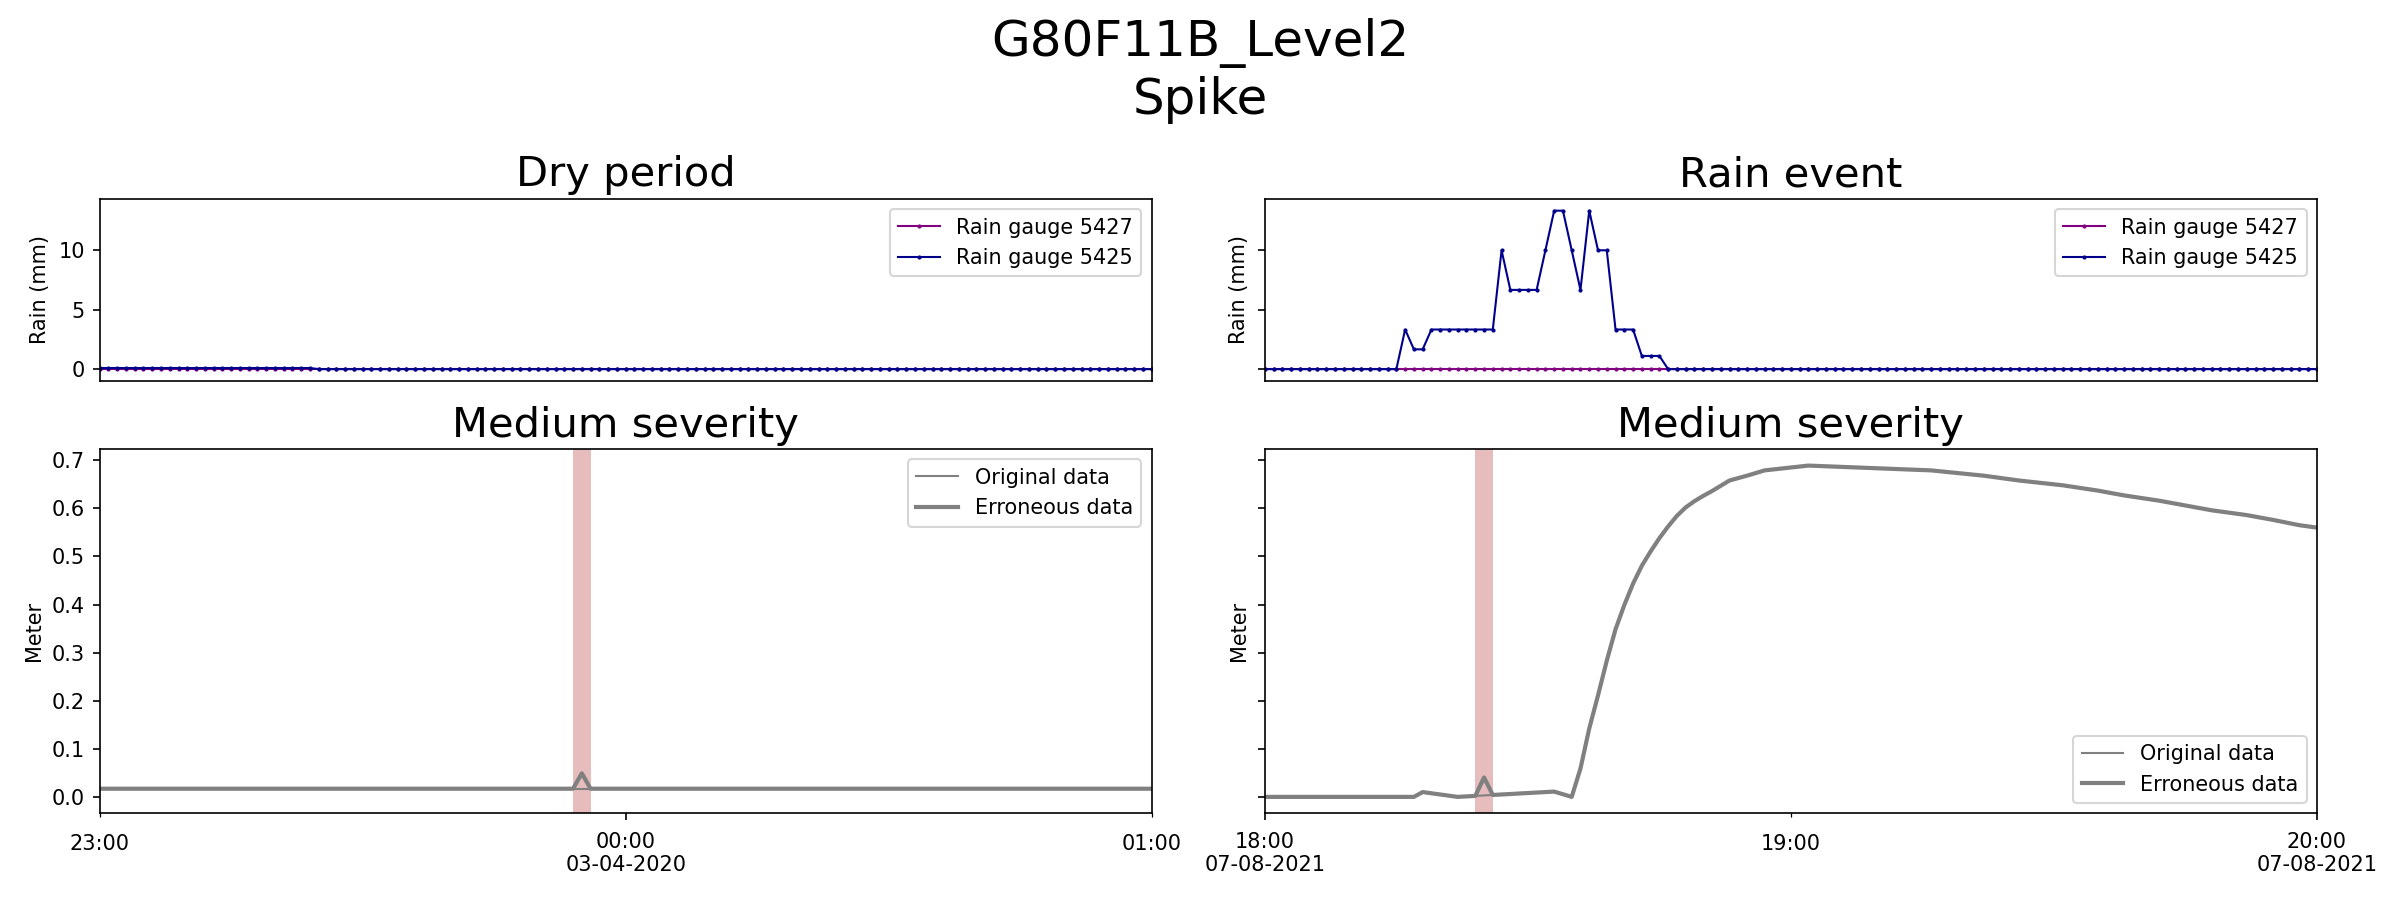 G80F11B_Level2
Spike
Dry period
Rain (mm)
10
5
0
Rain gauge 5427
Rain gauge 5425
Rain event
Rain (mm)
Rain gauge 5427
Rain gauge 5425
Medium severity
Meter
0.7
0.6
0.5
0.4
0.3
0.2
0.1
0.0
Original data
Erroneous data
23:00
00:00
03-04-2020
01:00
Medium severity
Meter
Original data
Erroneous data
18:00
07-08-2021
19:00
20:00
07-08-2021